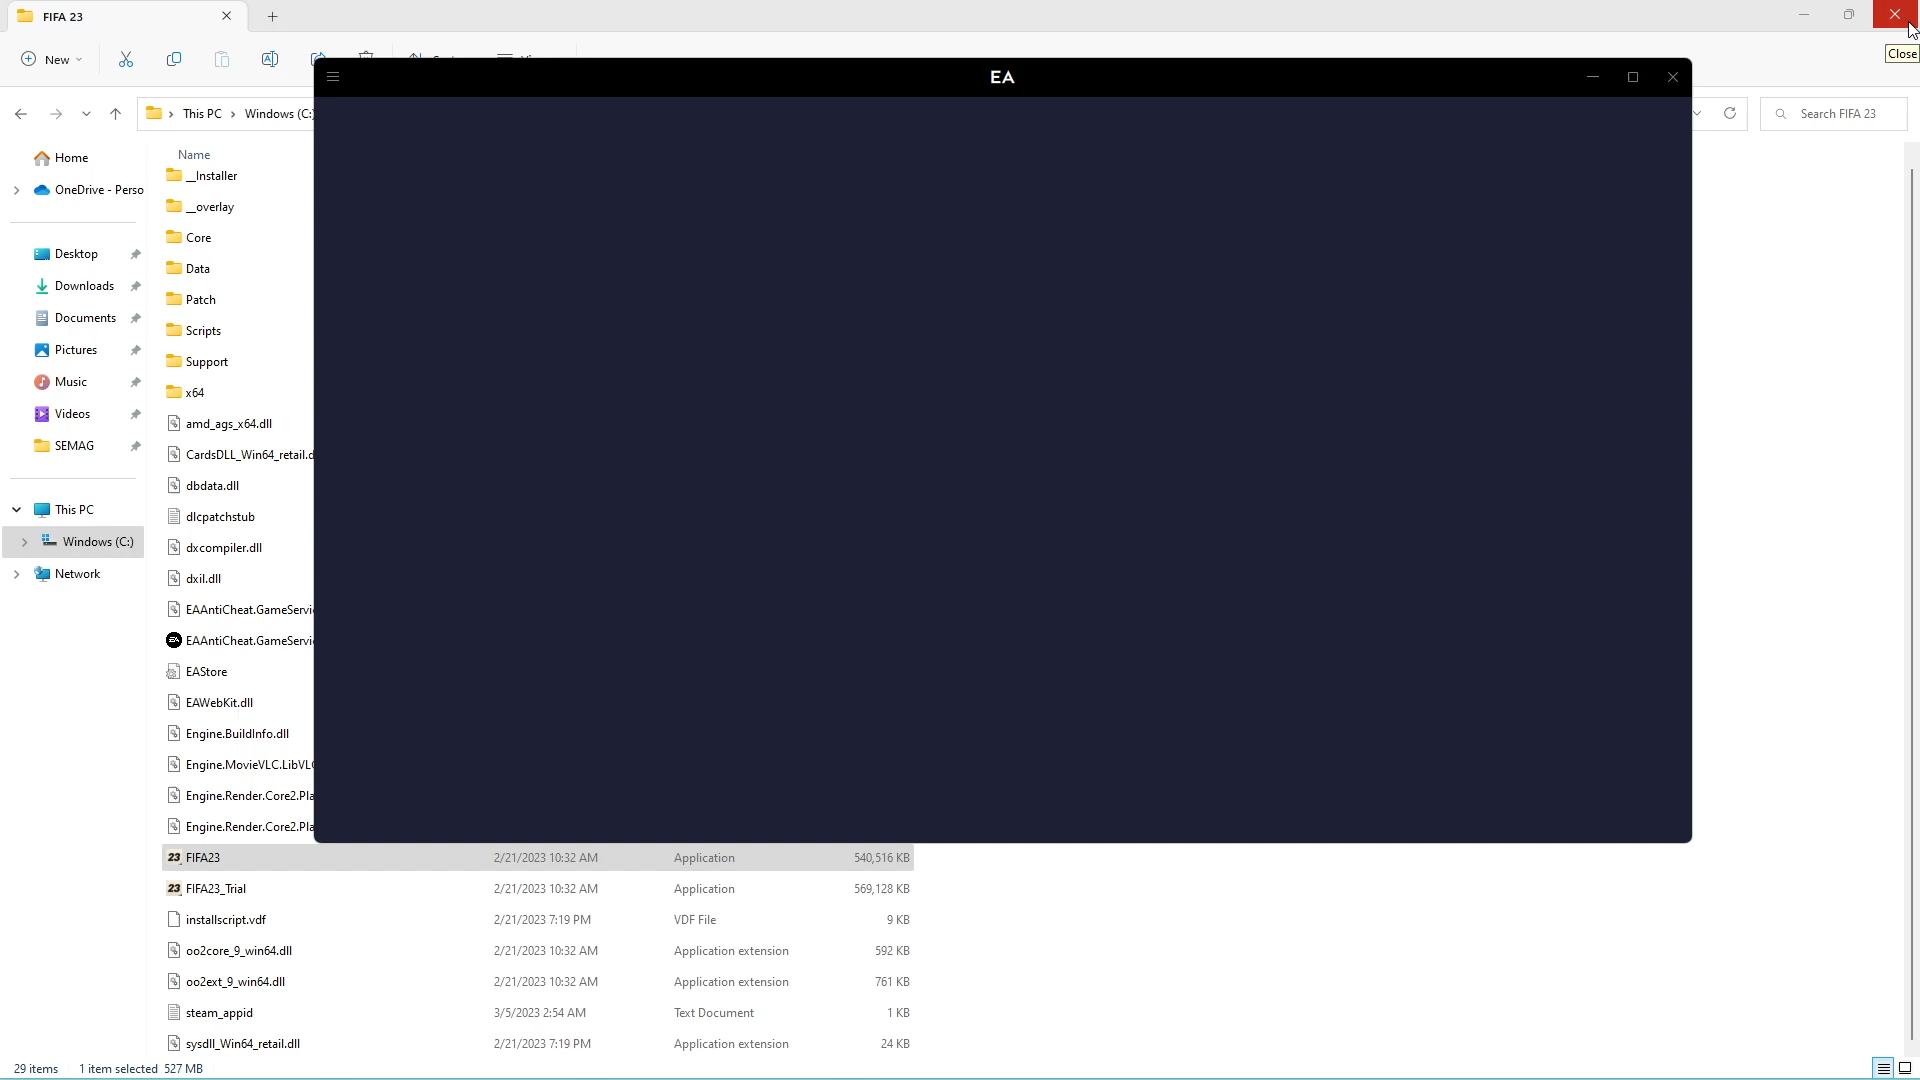 FIFA 23
New
Close
EA
This PC > Windows (C:)
Search FIFA 23
Home
OneDrive - Perso
Desktop
Downloads
Documents
Pictures
Music
Videos
SEMAG
This PC
Windows (C:)
Network
Name
__Installer
__overlay
Core
Data
Patch
Scripts
Support
x64
amd_ags_x64.dll
CardsDLL_Win64_retail.d
dbdata.dll
dlcpatchstub
dxcompiler.dll
dxil.dll
EAAntiCheat.GameServi
EAAntiCheat.GameServi
EAStore
EAWebKit.dll
Engine.BuildInfo.dll
Engine.MovieVLC.LibVLC
Engine.Render.Core2.Pla
Engine.Render.Core2.Pla
FIFA23 2/21/2023 10:32 AM Application 540,516 KB
FIFA23_Trial 2/21/2023 10:32 AM Application 569,128 KB
installscript.vdf 2/21/2023 7:19 PM VDF File 9 KB
oo2core_9_win64.dll 2/21/2023 10:32 AM Application extension 592 KB
oo2ext_9_win64.dll 2/21/2023 10:32 AM Application extension 761 KB
steam_appid 3/5/2023 2:54 AM Text Document 1 KB
sysdll_Win64_retail.dll 2/21/2023 7:19 PM Application extension 24 KB
29 items 1 item selected 527 MB